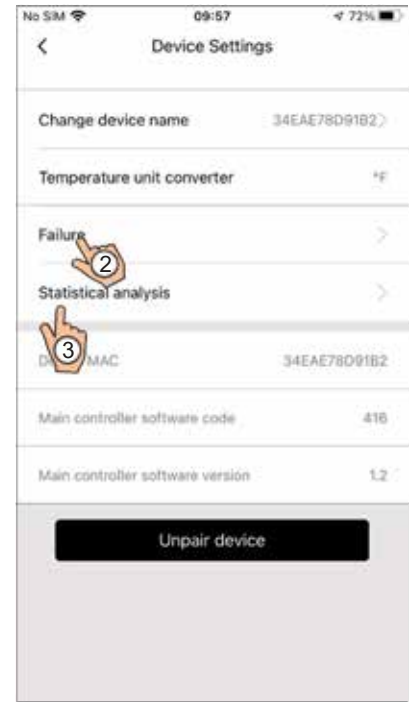 No SIM 09:57 72%
Device Settings
Change device name 34EAE78D91B2
Temperature unit converter °F
Failure
2
Statistical analysis
3
MAC 34EAE78D91B2
Main controller software code 416
Main controller software version 1.2
Unpair device